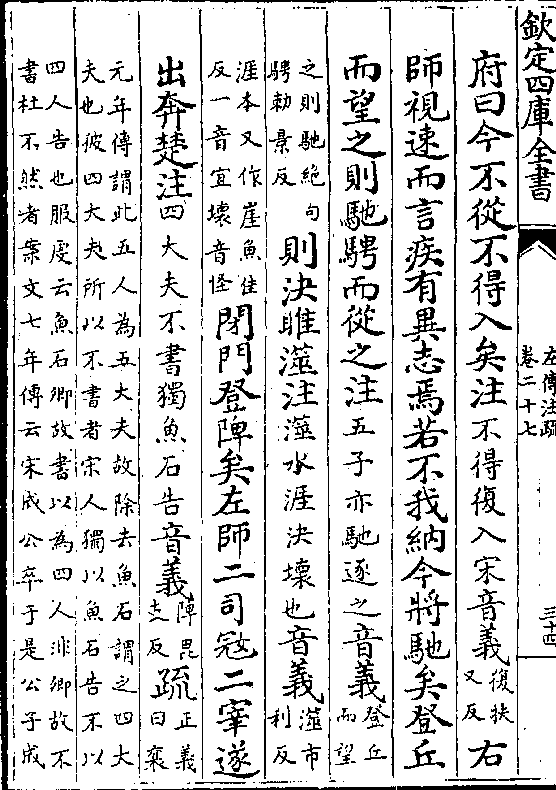 欽定四庫全書
左傳注疏
卷二十七
三十四
府曰今不從不得入矣注不得復入宋音義復扶又反右
師視速而言疾有異志焉若不我納今將馳矣登丘
而望之則馳騁而從之注五子亦馳逐之音義登丘而望
之則馳絶句騁勅景反則決睢澨注澨水涯決壊也音義澨市利反
涯本又作崖魚佳反一音宜壊音怪閉門登陴矣左師二司冦二宰遂
出奔楚注四大夫不書獨魚石告音義陴毘支反疏正義曰案
元年傳謂此五人為五大夫故除去魚石謂之四大
夫也彼四大夫所以不書者宋人獨以魚石告不以
四人告也服虔云魚石卿故書以為四人非卿故不
書杜不然者案文七年傳云宋成公卒于是公子成